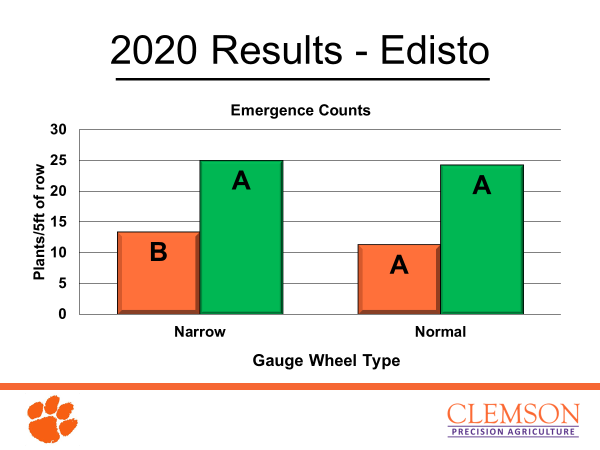 2020 Results - Edisto
Emergence Counts
30
25
20
15
10
5
0
Plants/5ft of row
B
A
A
A
Narrow
Normal
Gauge Wheel Type
CLEMSON
PRECISION AGRICULTURE